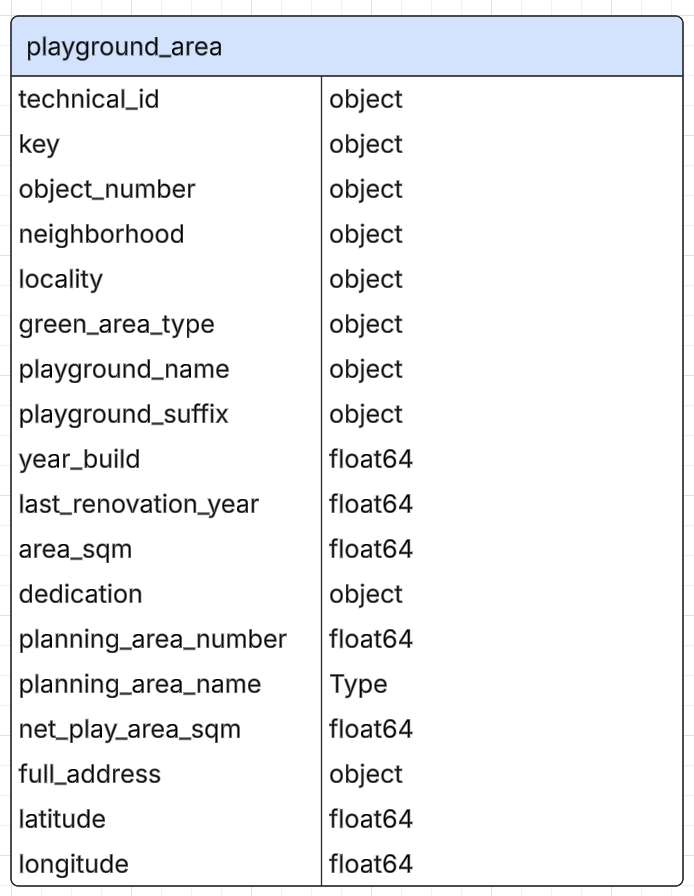 playground_area
technical_id object
key object
object_number object
neighborhood object
locality object
green_area_type object
playground_name object
playground_suffix object
year_build float64
last_renovation_year float64
area_sqm float64
dedication object
planning_area_number float64
planning_area_name Type
net_play_area_sqm float64
full_address object
latitude float64
longitude float64